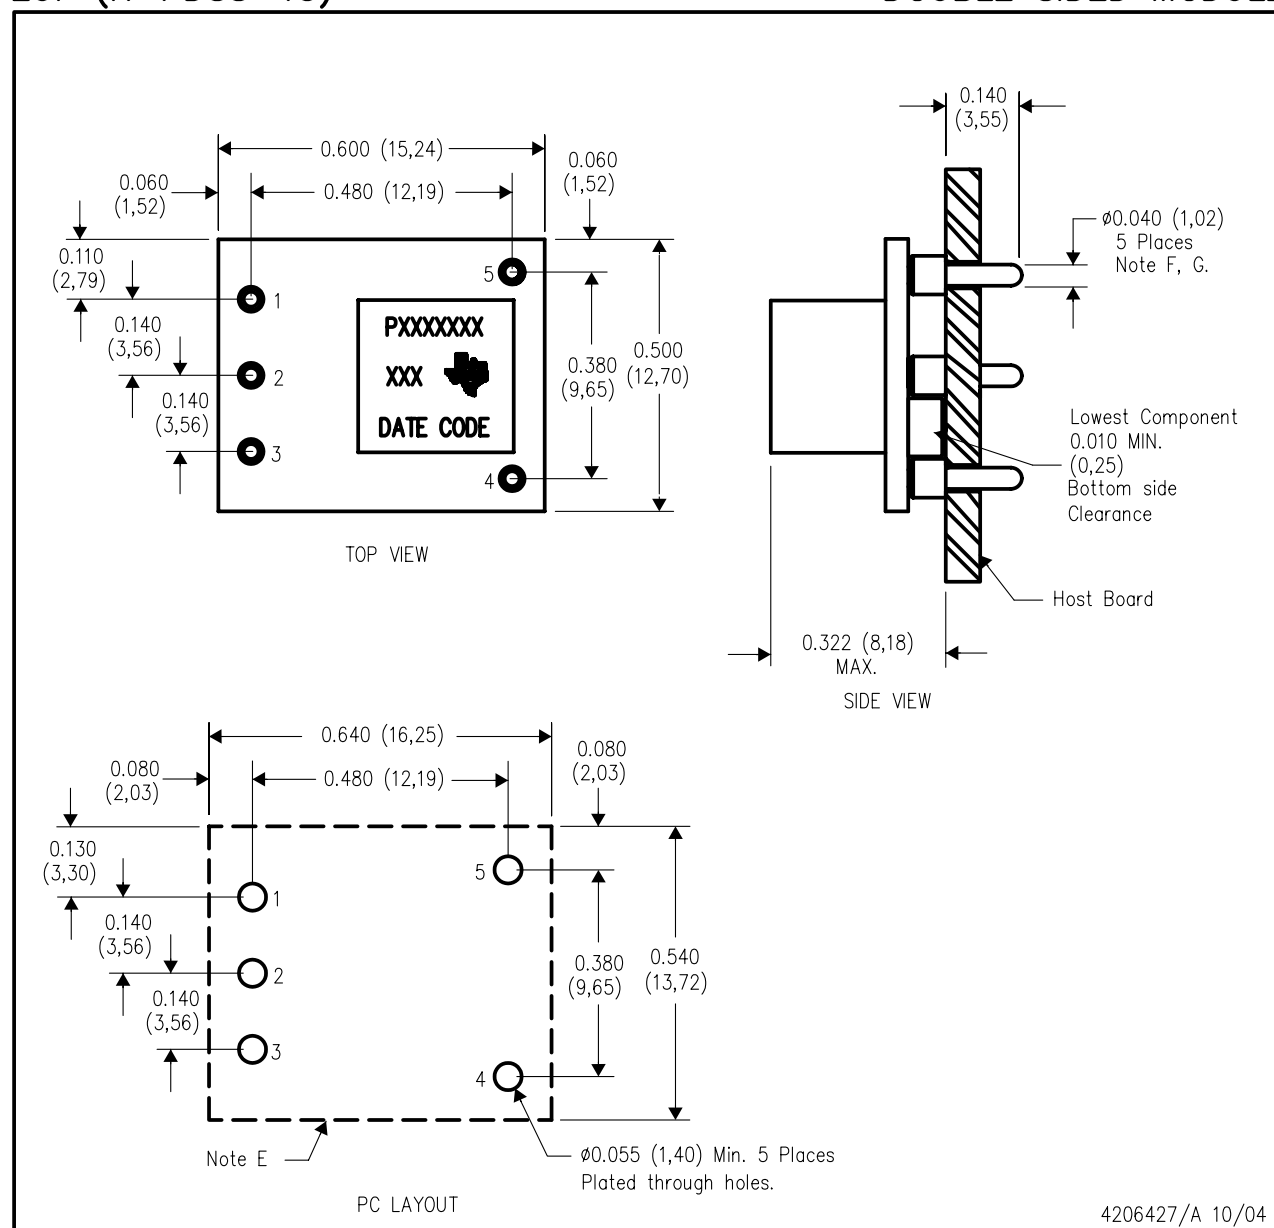 0.140
(3,55)
0.600 (15,24)
0.060
(1,52)
0.060
(1,52)
0.480 (12,19)
ø0.040 (1,02)
5 Places
Note F, G.
0.110
(2,79)
5
1
0.140
(3,56)
PXXXXXXX
0.380
(9,65)
0.500
(12,70)
2
XXX
0.140
(3,56)
DATE CODE
3
4
Lowest Component
0.010 MIN.
(0,25)
Bottom side
Clearance
TOP VIEW
Host Board
0.322 (8,18)
MAX.
SIDE VIEW
0.640 (16,25)
0.080
(2,03)
0.080
(2,03)
0.480 (12,19)
0.130
(3,30)
5
1
0.140
(3,56)
0.380
(9,65)
0.540
(13,72)
2
0.140
(3,56)
3
4
Note E
ø0.055 (1,40) Min. 5 Places
Plated through holes.
PC LAYOUT
4206427/A 10/04